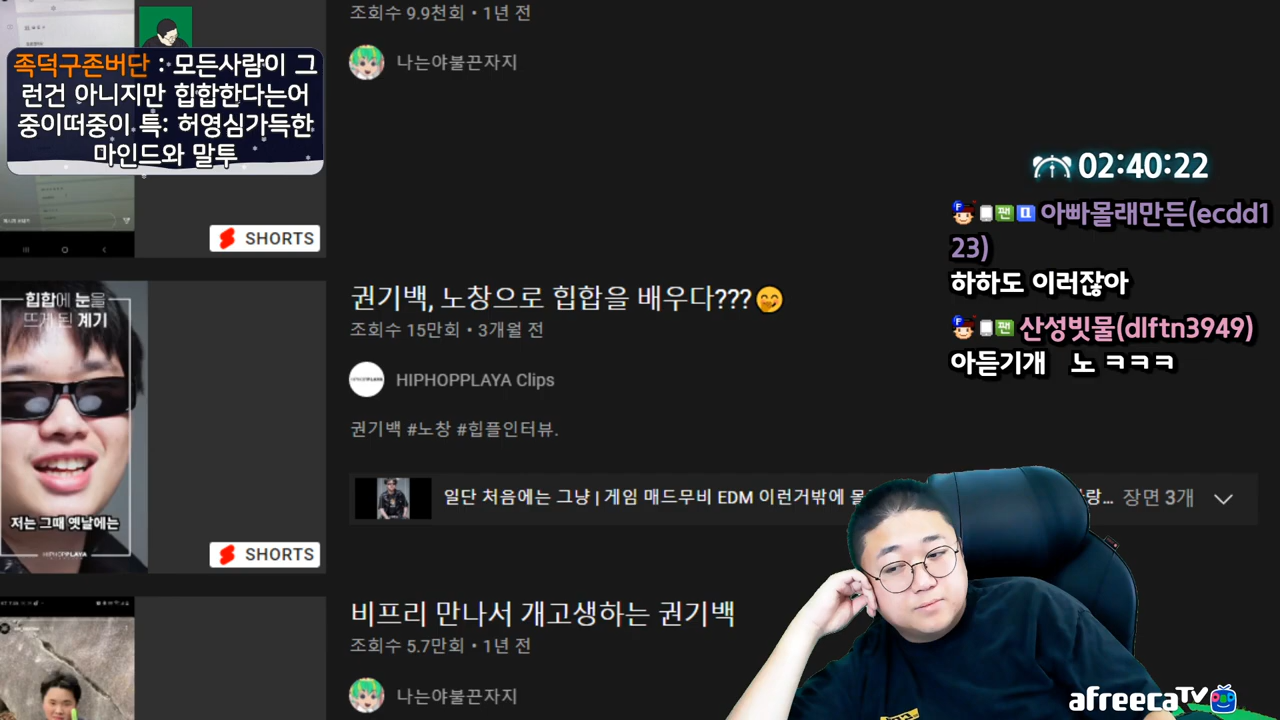 조회수 9.9천회 • 1년 전
나는야불끈자지
족덕구존버단 : 모든사람이 그
런건 아니지만 힙합한다는어
중이떠중이 특: 허영심가득한
마인드와 말투
SHORTS
02:40:22
아빠몰래만든(ecdd1
23)
하하도 이러잖아
산성빗물(dlftn3949)
아듣기개 노 ㅋㅋㅋ
힙합에 눈을
뜨게 된 계기
저는 그때 옛날에는
HIPHOPPLAYA
SHORTS
권기백, 노창으로 힙합을 배우다???🤭
조회수 15만회 • 3개월 전
HIPHOPPLAYA Clips
권기백 #노창 #힙플인터뷰.
일단 처음에는 그냥 | 게임 매드무비 EDM 이런거밖에
장면 3개
비프리 만나서 개고생하는 권기백
조회수 5.7만회 • 1년 전
나는야불끈자지
afreecaTV